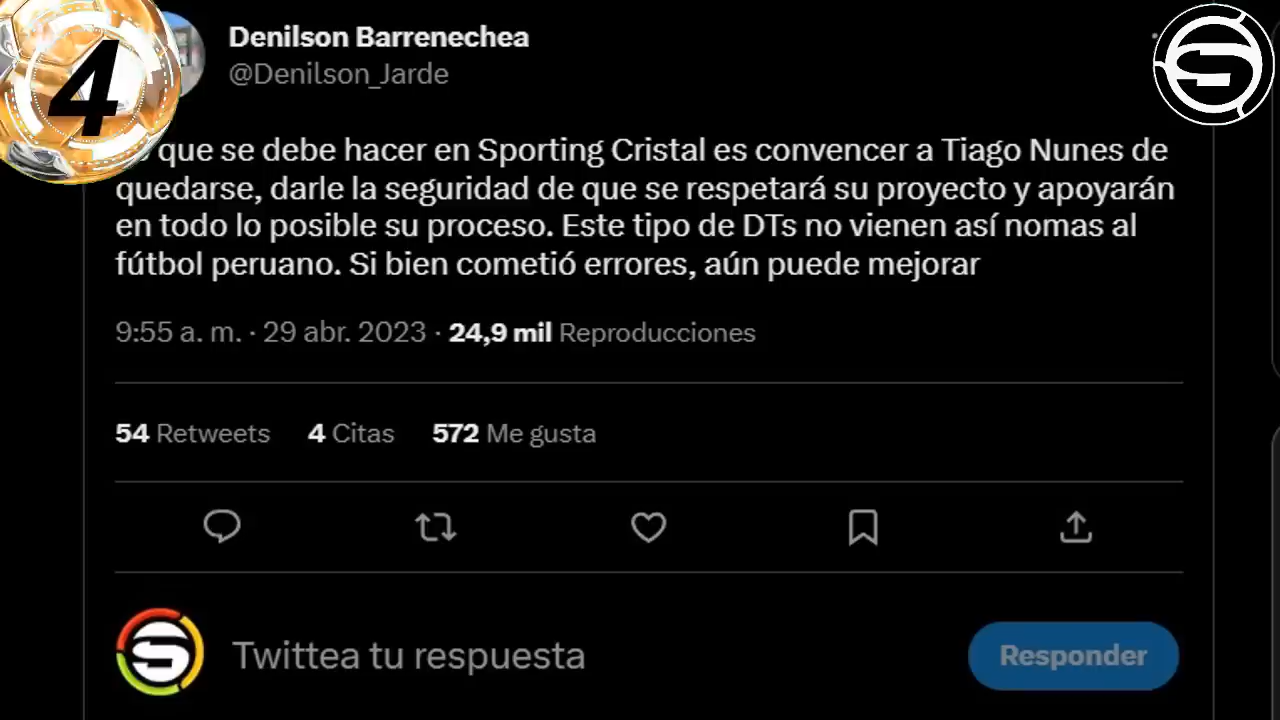 4
Denilson Barrenechea
@Denilson_Jarde
que se debe hacer en Sporting Cristal es convencer a Tiago Nunes de
quedarse, darle la seguridad de que se respetará su proyecto y apoyarán
en todo lo posible su proceso. Este tipo de DTs no vienen así nomas al
fútbol peruano. Si bien cometió errores, aún puede mejorar
9:55 a. m. · 29 abr. 2023 · 24,9 mil Reproducciones
54 Retweets 4 Citas 572 Me gusta
Twittea tu respuesta
Responder